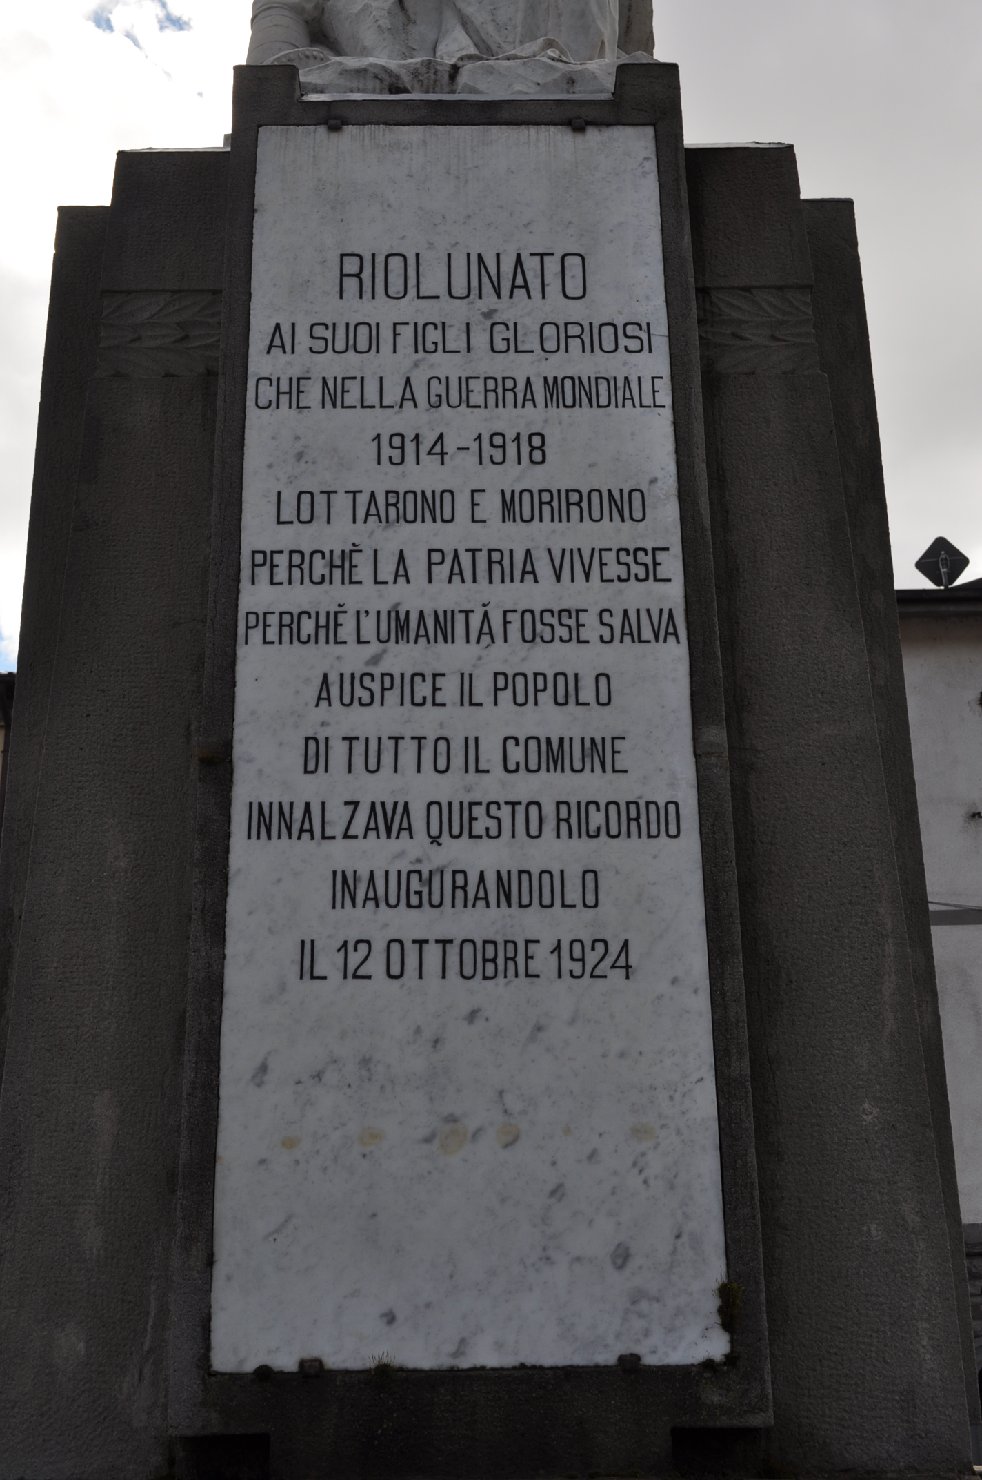 RIOLUNATO
AI SUOI FIGLI GLORIOSI
CHE NELLA GUERRA MONDIALE
1914-1918
LOTTARONO E MORIRONO
PERCHÈ LA PATRIA VIVESSE
PERCHÈ L'UMANITÀ FOSSE SALVA
AUSPICE IL POPOLO
DI TUTTO IL COMUNE
INNALZAVA QUESTO RICORDO
INAUGURANDOLO
IL 12 OTTOBRE 1924